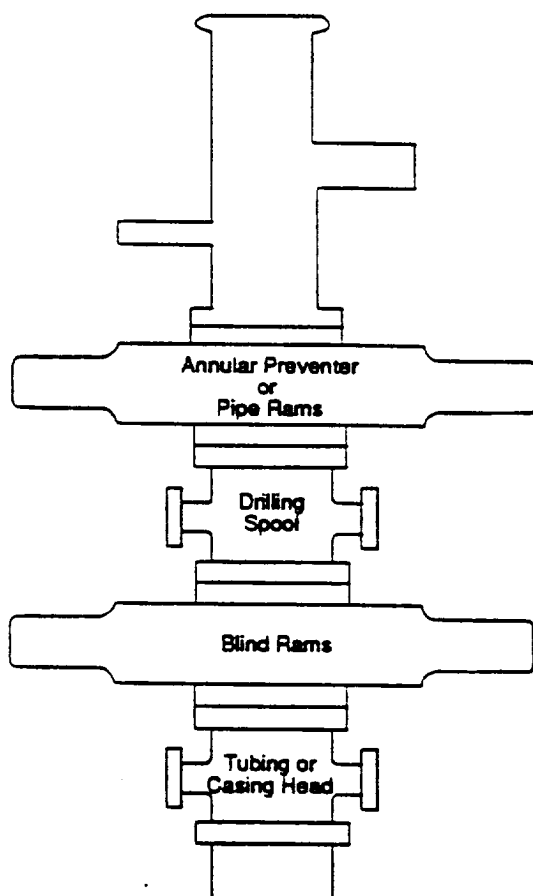 Annular Preventer
or
Pipe Rams
Drilling
Spool
Blind Rams
Tubing or
Casing Head